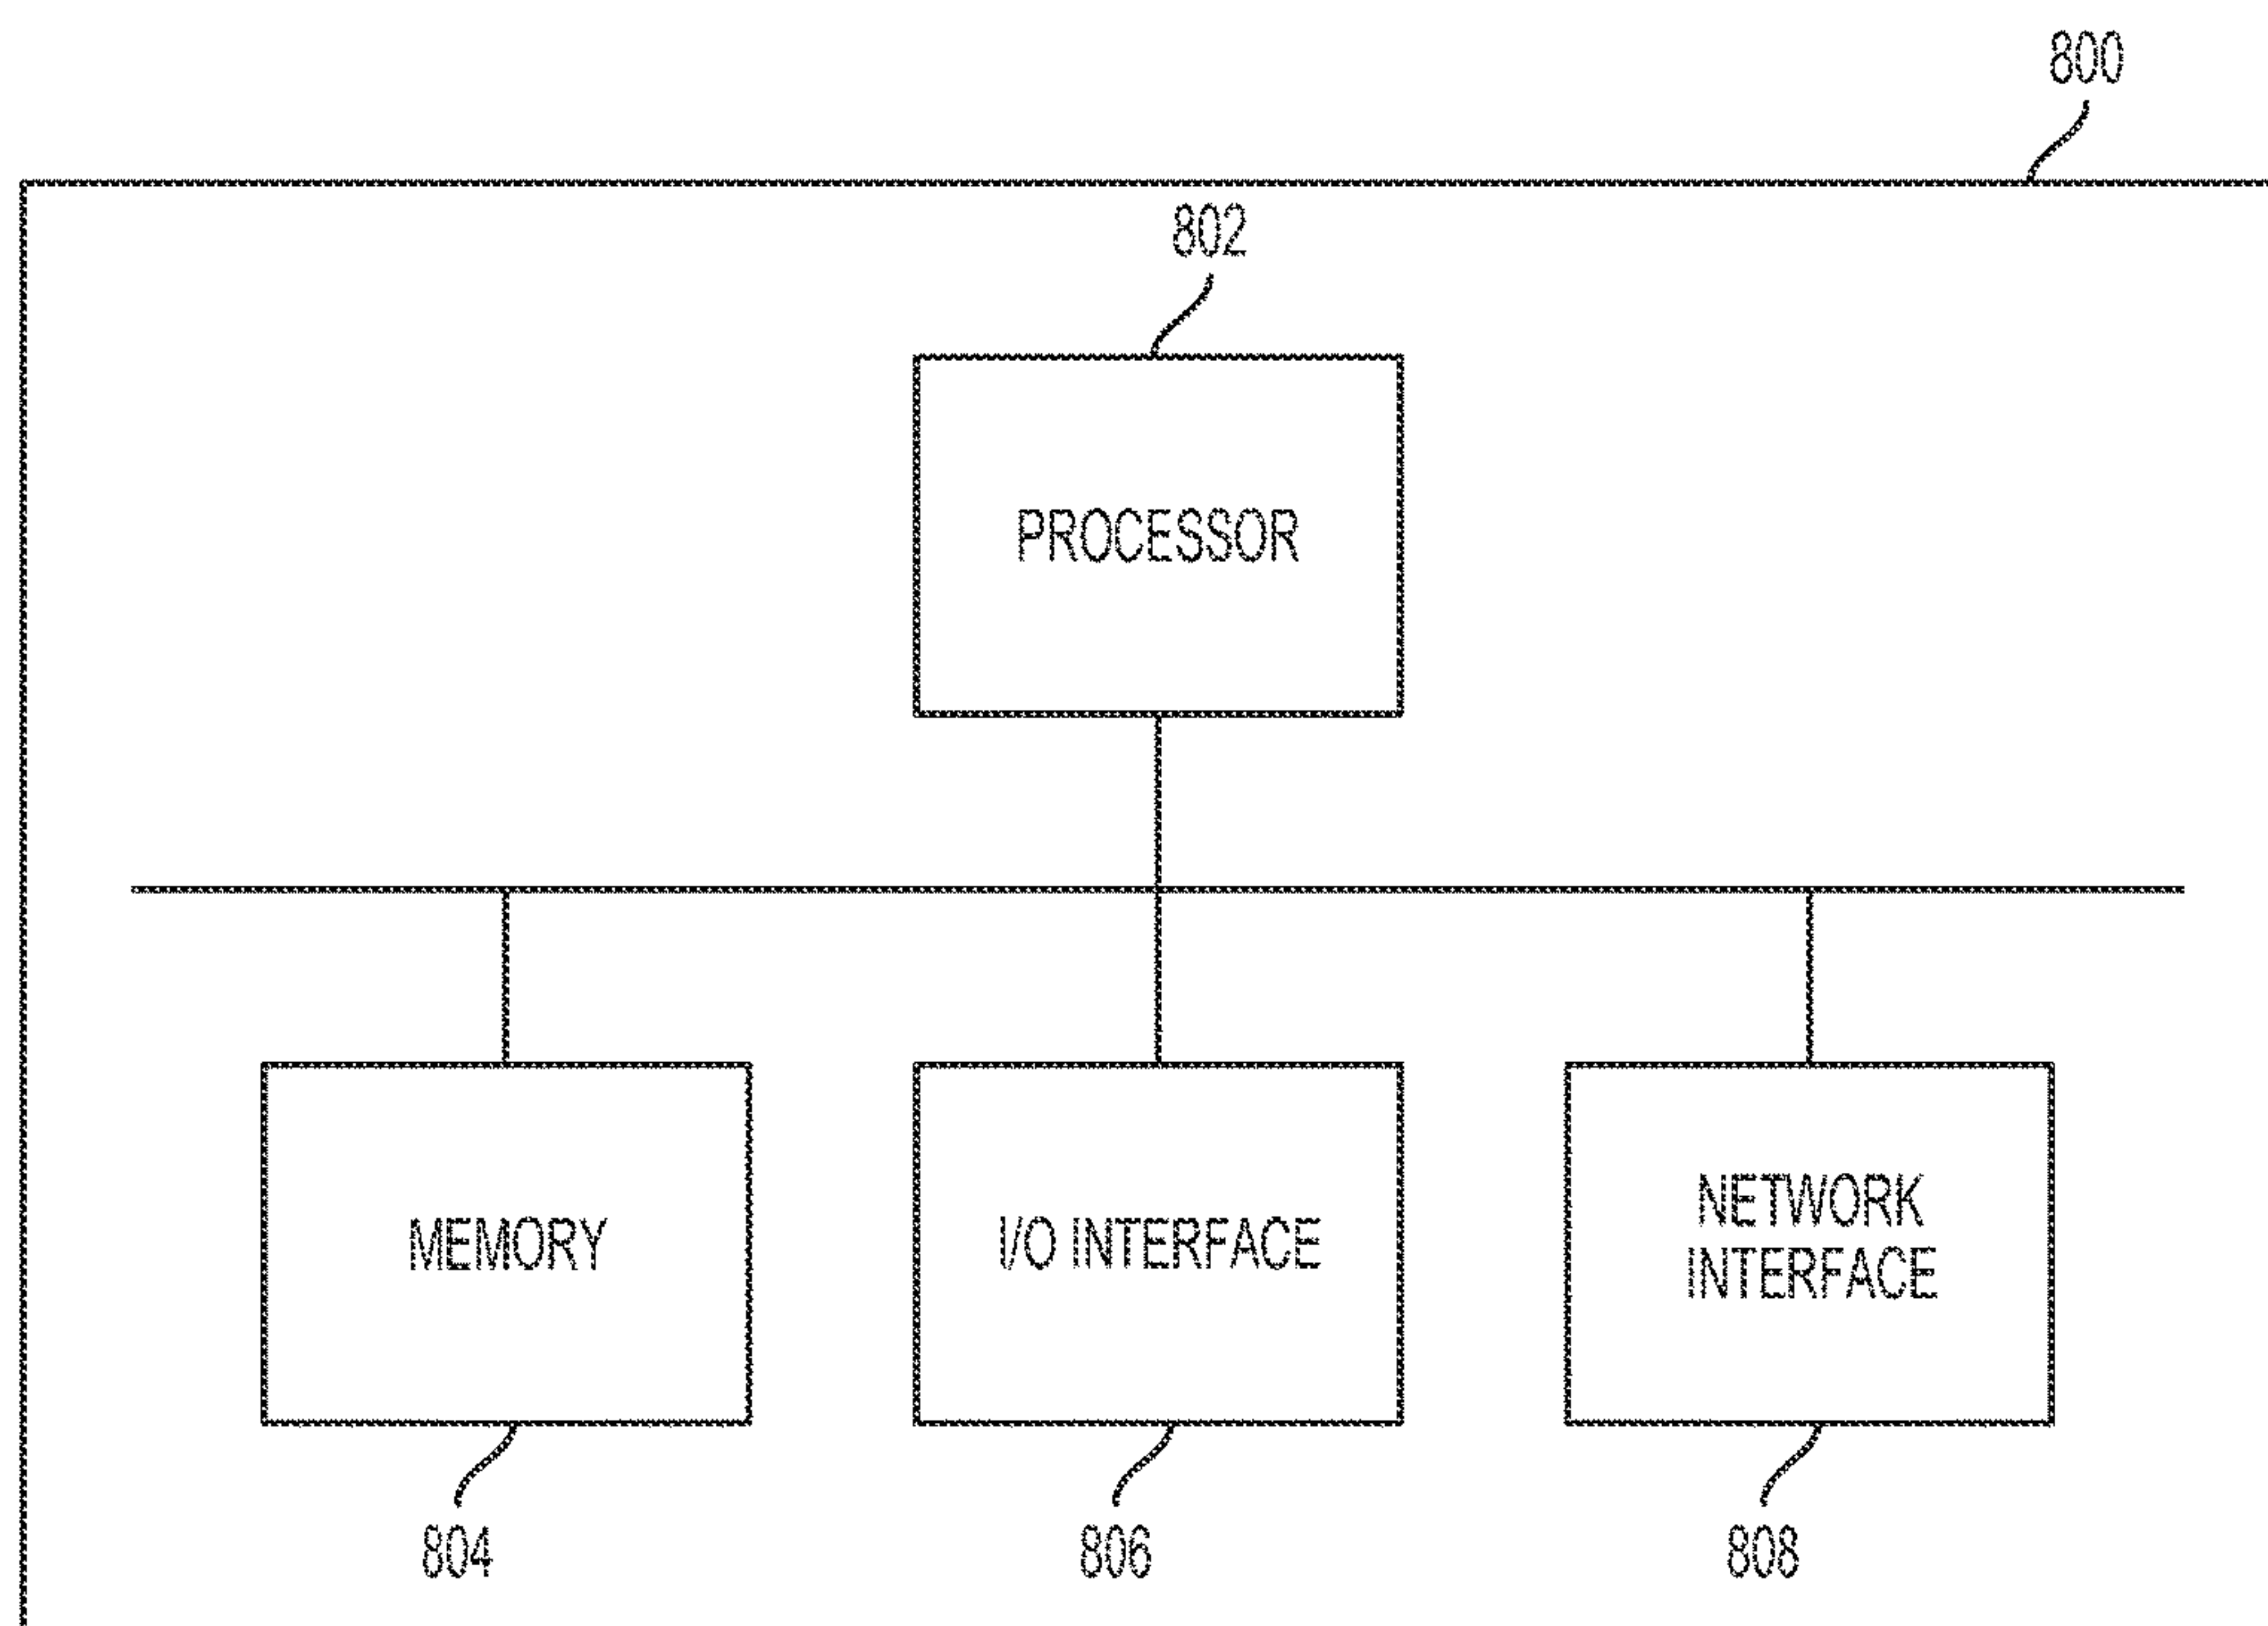 800
802
PROCESSOR
MEMORY
I/O INTERFACE
NETWORK
INTERFACE
804
806
808